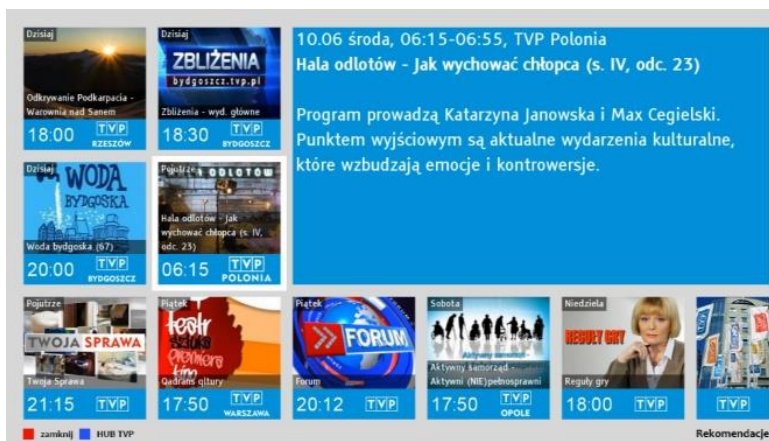 Dzisiaj
Odkrywanie Podkarpacia -
Warownia nad Sanem
18:00 TVP
RZESZÓW
Dzisiaj
ZBLIŻENIA
bydgoszcz.tvp.pl
Zbliżenia - wyd. główne
18:30 TVP
BYDGOSZCZ
10.06 środa, 06:15-06:55, TVP Polonia
Hala odlotów - Jak wychować chłopca (s. IV, odc. 23)
Program prowadzą Katarzyna Janowska i Max Cegielski.
Punktem wyjściowym są aktualne wydarzenia kulturalne,
które wzbudzają emocje i kontrowersje.
Dzisiaj
WODA
BYDGOSKA
Woda bydgoska (67)
20:00 TVP
BYDGOSZCZ
Pojutrze
ODLOTÓW
Hala odlotów - Jak
wychować chłopca (s. IV,
odc. 23)
06:15 TVP
POLONIA
Pojutrze
TWOJA SPRAWA
Twoja Sprawa
21:15 TVP
Piątek
teatr
sztuka
premiera
film
Qadrans qltury
17:50 TVP
WARSZAWA
Piątek
FORUM
Forum
20:12 TVP
Sobota
Aktywny samorząd -
Aktywny samorząd -
Aktywni (NIE)pełnosprawni
17:50 TVP
OPOLE
Niedziela
REGUŁY GRY
Reguły gry
18:00 TVP
TVP
zamknij HUB TVP
Rekomendacje